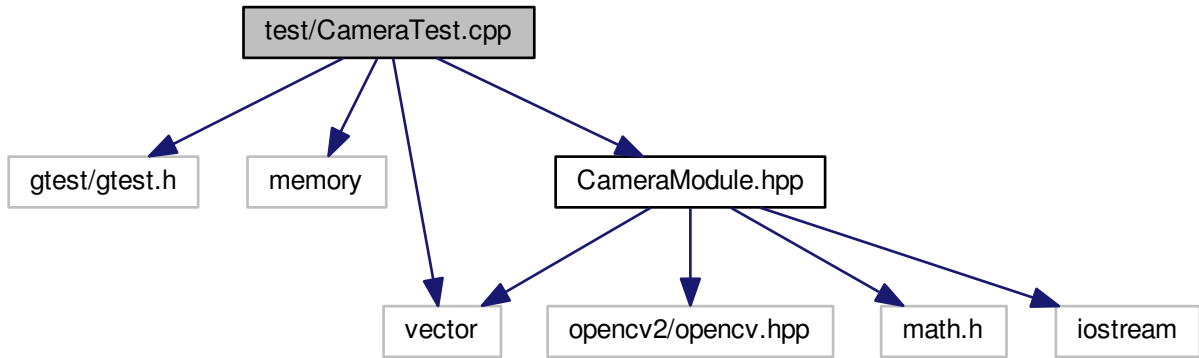 test/CameraTest.cpp
gtest/gtest.h
memory
CameraModule.hpp
vector
opencv2/opencv.hpp
math.h
iostream